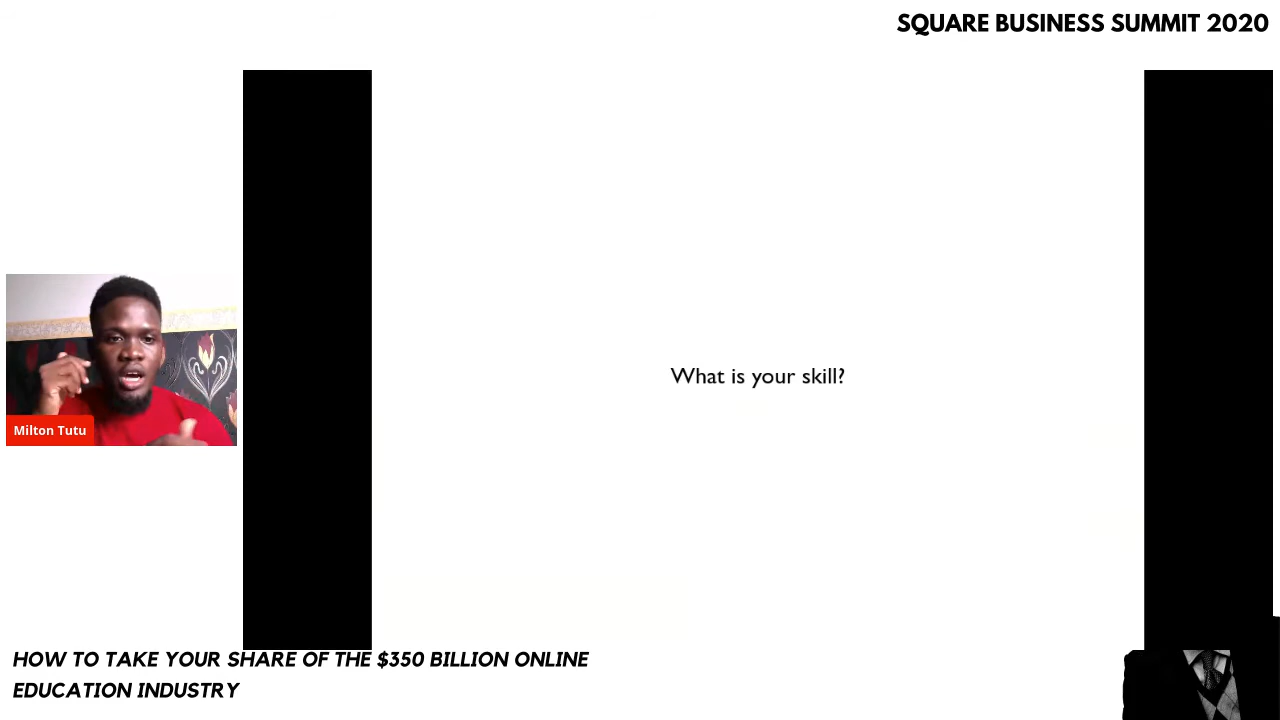 SQUARE BUSINESS SUMMIT 2020
What is your skill?
Milton Tutu
HOW TO TAKE YOUR SHARE OF THE $350 BILLION ONLINE
EDUCATION INDUSTRY